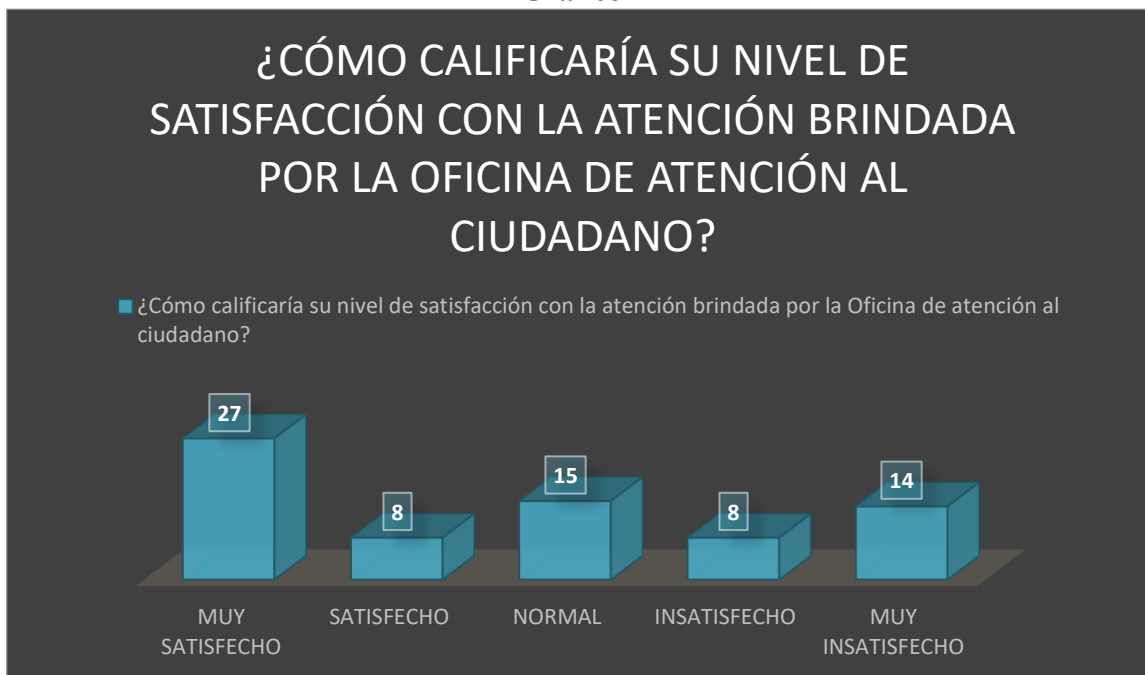 ¿CÓMO CALIFICARÍA SU NIVEL DE
SATISFACCIÓN CON LA ATENCIÓN BRINDADA
POR LA OFICINA DE ATENCIÓN AL
CIUDADANO?
¿Cómo calificaría su nivel de satisfacción con la atención brindada por la Oficina de atención al
ciudadano?
27
8
15
8
14
MUY
SATISFECHO
SATISFECHO
NORMAL
INSATISFECHO
MUY
INSATISFECHO